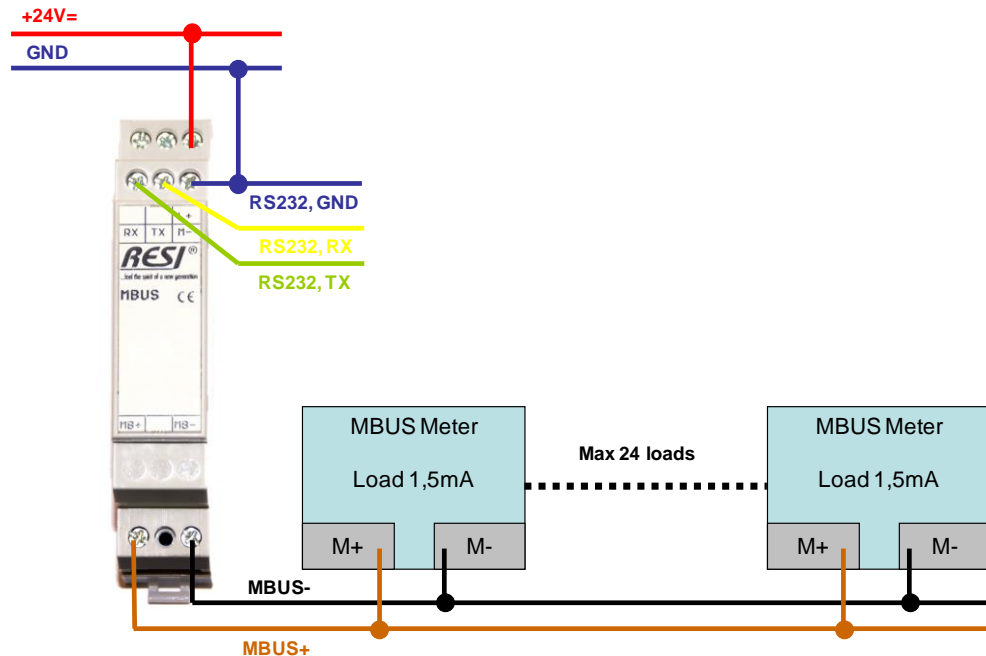 +24V=
GND
RS232, GND
RS232, RX
RS232, TX
L+
RX TX M-
RESI®
MBUS CE
MB+ MB-
MBUS Meter
Load 1,5mA
M+ M-
Max 24 loads
MBUS Meter
Load 1,5mA
M+ M-
MBUS-
MBUS+